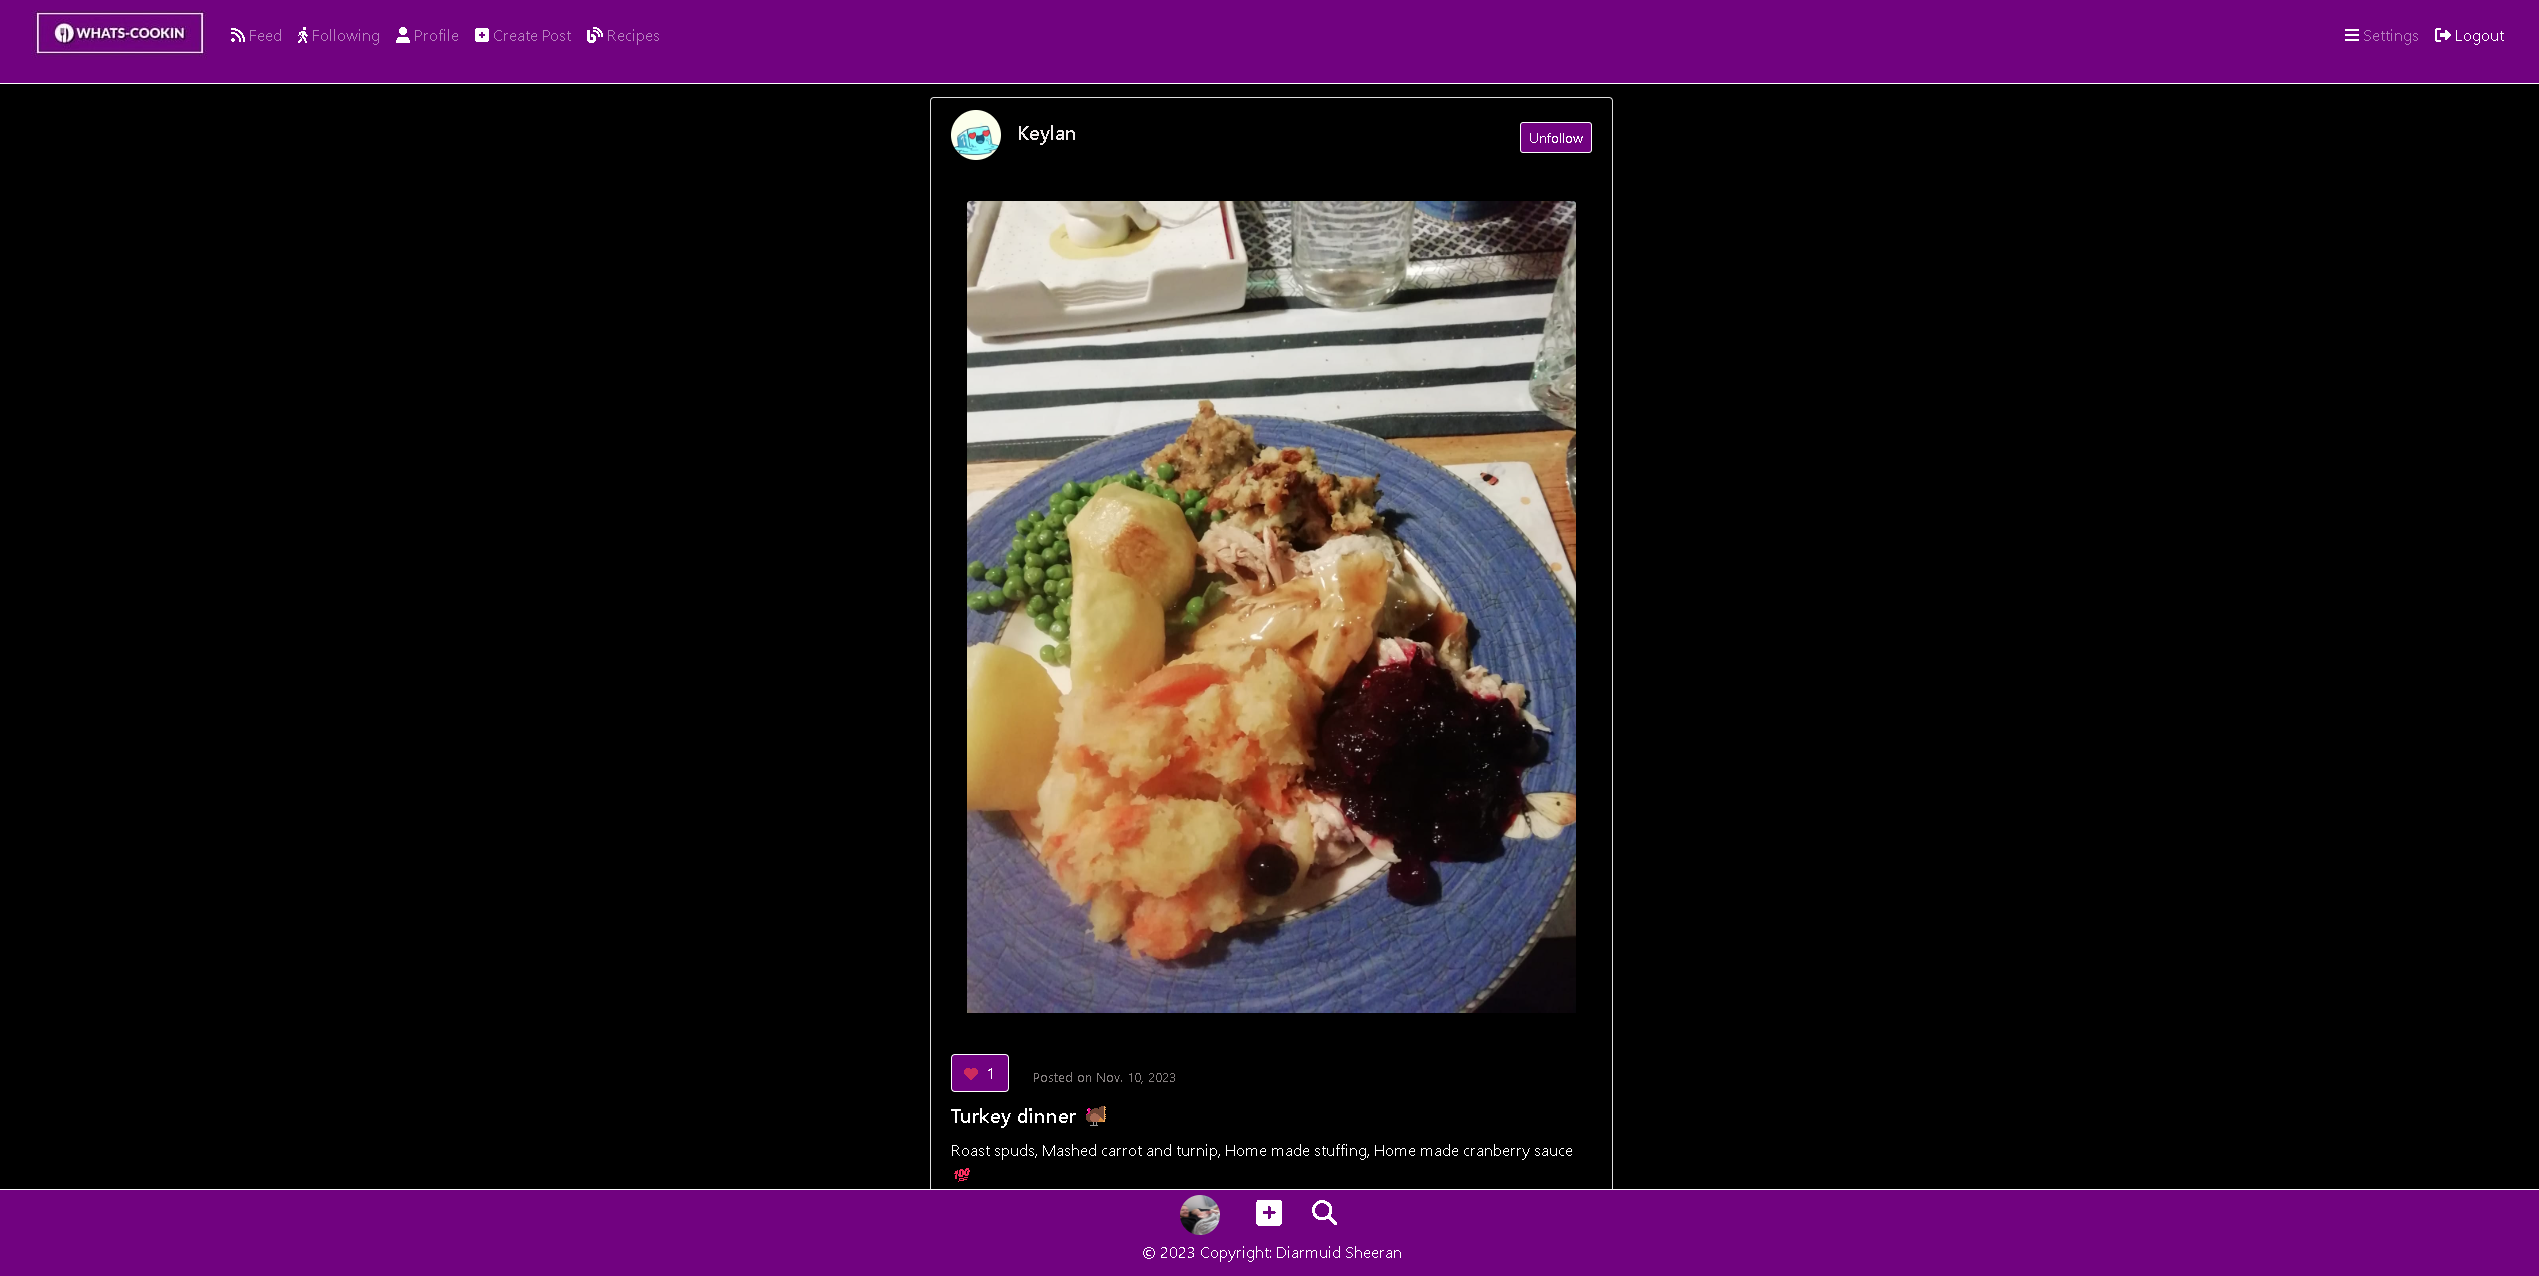 WHATS-COOKIN
Feed Following Profile Create Post Recipes
Settings Logout
Keylan
Unfollow
1
Posted on Nov. 10, 2023
Turkey dinner 🦃
Roast spuds, Mashed carrot and turnip, Home made stuffing, Home made cranberry sauce
💯
© 2023 Copyright: Diarmuid Sheeran